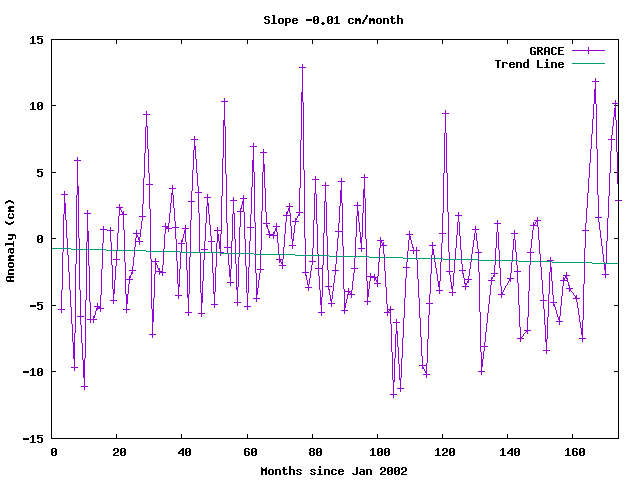 Slope -0.01 cm/month
GRACE
Trend Line
Anomaly (cm)
15
10
5
0
-5
-10
-15
0 20 40 60 80 100 120 140 160
Months since Jan 2002